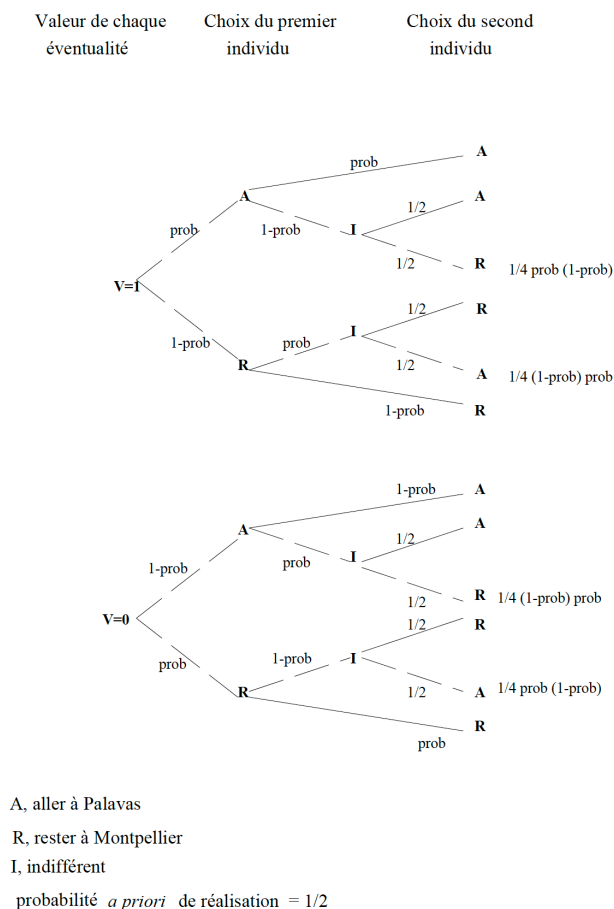 Valeur de chaque éventualité
Choix du premier individu
Choix du second individu
prob
A
A
1/2
A
prob
1-prob
I
1/2
R 1/4 prob (1-prob)
V=1
1/2
R
1-prob
prob
I
R
1/2
A 1/4 (1-prob) prob
1-prob
R
1-prob
A
A
1/2
A
1-prob
prob
I
1/2
R 1/4 (1-prob) prob
V=0
1/2
R
prob
1-prob
I
R
1/2
A 1/4 prob (1-prob)
prob
R
A, aller à Palavas
R, rester à Montpellier
I, indifférent
probabilité a priori de réalisation = 1/2